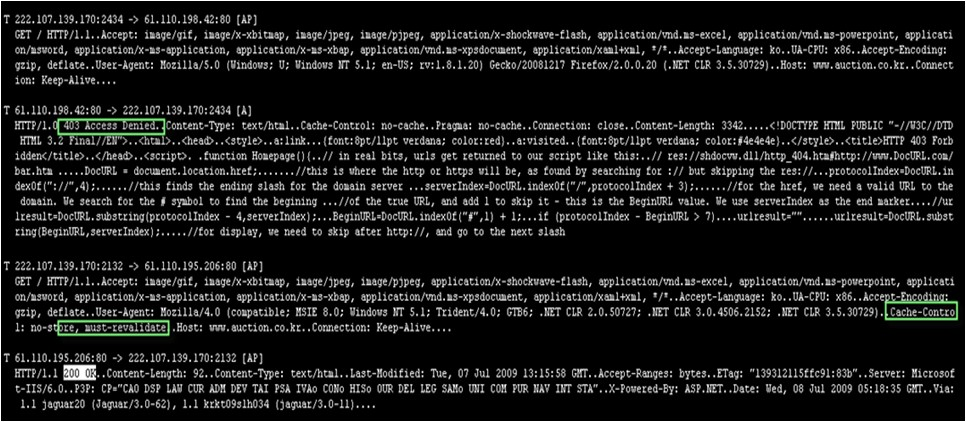 T 222.107.139.170:2434 -> 61.110.198.42:80 [AP]
GET / HTTP/1.1..Accept: image/gif, image/x-xbitmap, image/jpeg, image/pjpeg, application/x-shockwave-flash, application/vnd.ms-excel, application/vnd.ms-powerpoint, applicati
on/msword, application/x-ms-application, application/x-ms-xbap, application/vnd.ms-xpsdocument, application/xaml+xml, */*..Accept-Language: ko..UA-CPU: x86..Accept-Encoding:
gzip, deflate..User-Agent: Mozilla/5.0 (Windows; U; Windows NT 5.1; en-US; rv:1.8.1.20) Gecko/20081217 Firefox/2.0.0.20 (.NET CLR 3.5.30729)..Host: www.auction.co.kr..Connect
ion: Keep-Alive....
T 61.110.198.42:80 -> 222.107.139.170:2434 [A]
HTTP/1.0 403 Access Denied..Content-Type: text/html..Cache-Control: no-cache..Pragma: no-cache..Connection: close..Content-Length: 3342.....<!DOCTYPE HTML PUBLIC "-//W3C//DTD
HTML 3.2 Final//EN">..<html>..<head>..<style>..a:link...(font:8pt/11pt verdana; color:red)..a:visited..(font:8pt/11pt verdana; color:#4e4e4e)..</style>..<title>HTTP 403 Forb
idden</title>..</head>..<script>. .function Homepage()(..// in real bits, urls get returned to our script like this:..// res://shdocvw.dll/http_404.htm#http://www.DocURL.com/
bar.htm .....DocURL = document.location.href;.......//this is where the http or https will be, as found by searching for :// but skipping the res://...protocolIndex=DocURL.in
dexOf("://",4);......//this finds the ending slash for the domain server ...serverIndex=DocURL.indexOf("/",protocolIndex + 3);......//for the href, we need a valid URL to the
domain. We search for the # symbol to find the begining ...//of the true URL, and add 1 to skip it - this is the BeginURL value. We use serverIndex as the end marker....//ur
lresult=DocURL.substring(protocolIndex - 4,serverIndex);...BeginURL=DocURL.indexOf("#",1) + 1;...if (protocolIndex - BeginURL > 7)....urlresult="".....urlresult=DocURL.subst
ring(BeginURL,serverIndex);.....//for display, we need to skip after http://, and go to the next slash
T 222.107.139.170:2132 -> 61.110.195.206:80 [AP]
GET / HTTP/1.1..Accept: image/gif, image/x-xbitmap, image/jpeg, image/pjpeg, application/x-shockwave-flash, application/vnd.ms-excel, application/vnd.ms-powerpoint, applicati
on/msword, application/x-ms-application, application/x-ms-xbap, application/vnd.ms-xpsdocument, application/xaml+xml, */*..Accept-Language: ko..UA-CPU: x86..Accept-Encoding:
gzip, deflate..User-Agent: Mozilla/4.0 (compatible; MSIE 8.0; Windows NT 5.1; Trident/4.0; GTB6; .NET CLR 2.0.50727; .NET CLR 3.0.4506.2152; .NET CLR 3.5.30729)..Cache-Contro
l: no-store, must-revalidate..Host: www.auction.co.kr..Connection: Keep-Alive....
T 61.110.195.206:80 -> 222.107.139.170:2132 [AP]
HTTP/1.1 200 OK..Content-Length: 92..Content-Type: text/html..Last-Modified: Tue, 07 Jul 2009 13:15:58 GMT..Accept-Ranges: bytes..ETag: "139312115ffc91:83b"..Server: Microsof
t-IIS/6.0..P3P: CP="CAO DSP LAW CUR ADM DEV TAI PSA IVAo CONo HISo OUR DEL LEG SAMo UNI COM PUR NAV INT STA"..X-Powered-By: ASP.NET..Date: Wed, 08 Jul 2009 05:18:35 GMT..Via:
1.1 jaguar20 (Jaguar/3.0-62), 1.1 krkt09slh034 (jaguar/3.0-11)....